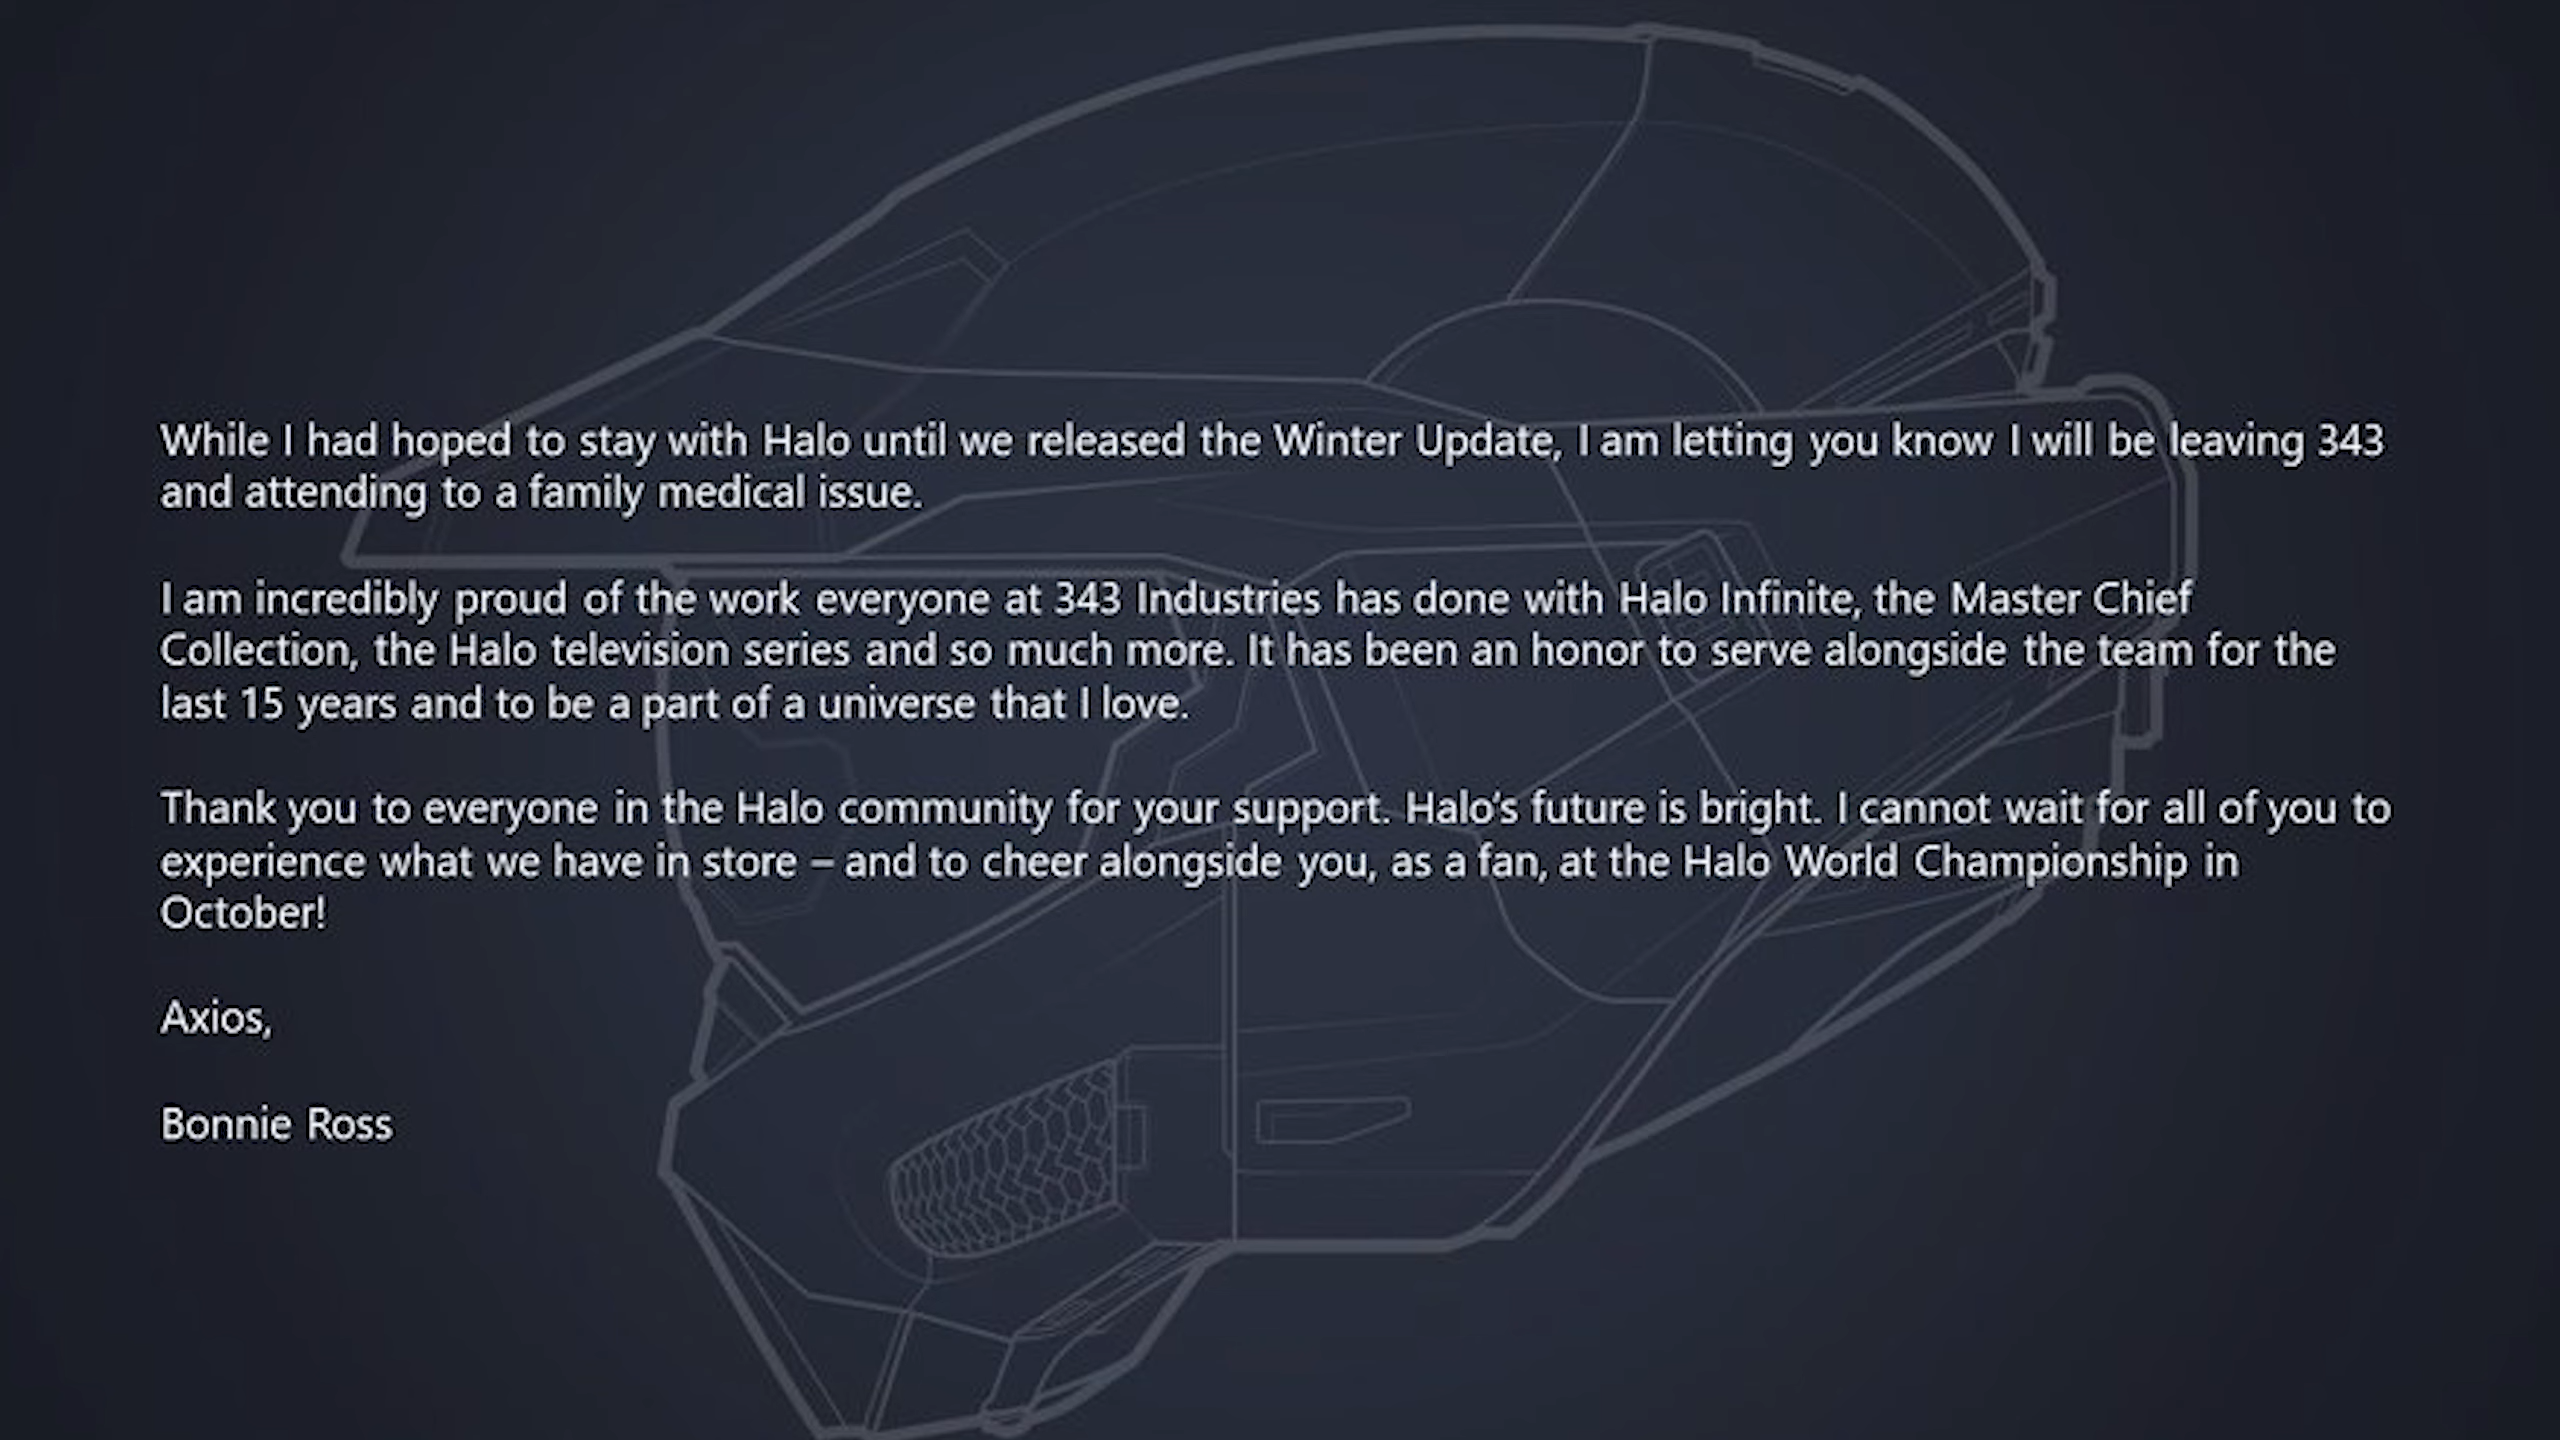 While I had hoped to stay with Halo until we released the Winter Update, I am letting you know I will be leaving 343
and attending to a family medical issue.
I am incredibly proud of the work everyone at 343 Industries has done with Halo Infinite, the Master Chief
Collection, the Halo television series and so much more. It has been an honor to serve alongside the team for the
last 15 years and to be a part of a universe that I love.
Thank you to everyone in the Halo community for your support. Halo's future is bright. I cannot wait for all of you to
experience what we have in store – and to cheer alongside you, as a fan, at the Halo World Championship in
October!
Axios,
Bonnie Ross